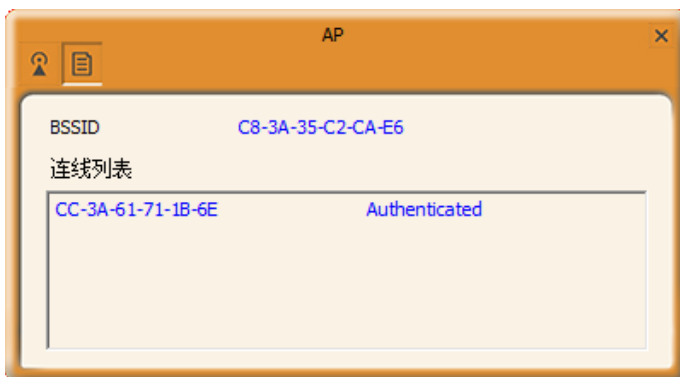 AP
BSSID C8-3A-35-C2-CA-E6
连线列表
CC-3A-61-71-1B-6E Authenticated